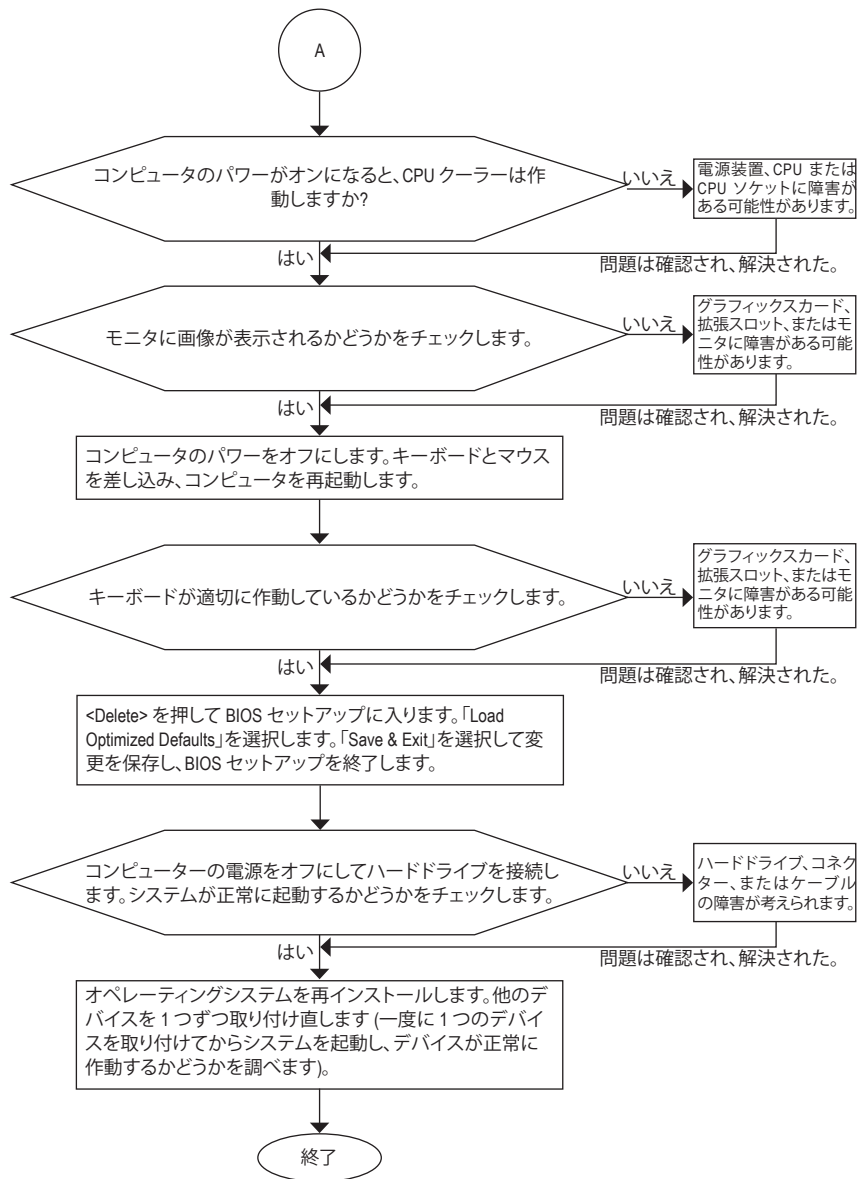 A
コンピュータのパワーがオンになると、CPU クーラーは作
動しますか?
いいえ
電源装置、CPU または
CPU ソケットに障害が
ある可能性があります。
はい
問題は確認され、解決された。
モニタに画像が表示されるかどうかをチェックします。
いいえ
グラフィックスカード、
拡張スロット、またはモ
ニタに障害がある可能
性があります。
はい
問題は確認され、解決された。
コンピュータのパワーをオフにします。キーボードとマウス
を差し込み、コンピュータを再起動します。
キーボードが適切に作動しているかどうかをチェックします。
いいえ
グラフィックスカード、
拡張スロット、またはモ
ニタに障害がある可能
性があります。
はい
問題は確認され、解決された。
<Delete> を押して BIOS セットアップに入ります。「Load
Optimized Defaults」を選択します。「Save & Exit」を選択して変
更を保存し、BIOS セットアップを終了します。
コンピューターの電源をオフにしてハードドライブを接続し
ます。システムが正常に起動するかどうかをチェックします。
いいえ
ハードドライブ、コネク
ター、またはケーブル
の障害が考えられます。
はい
問題は確認され、解決された。
オペレーティングシステムを再インストールします。他のデ
バイスを 1 つずつ取り付け直します (一度に 1 つのデバイ
スを取り付けてからシステムを起動し、デバイスが正常に
作動するかどうかを調べます)。
終了